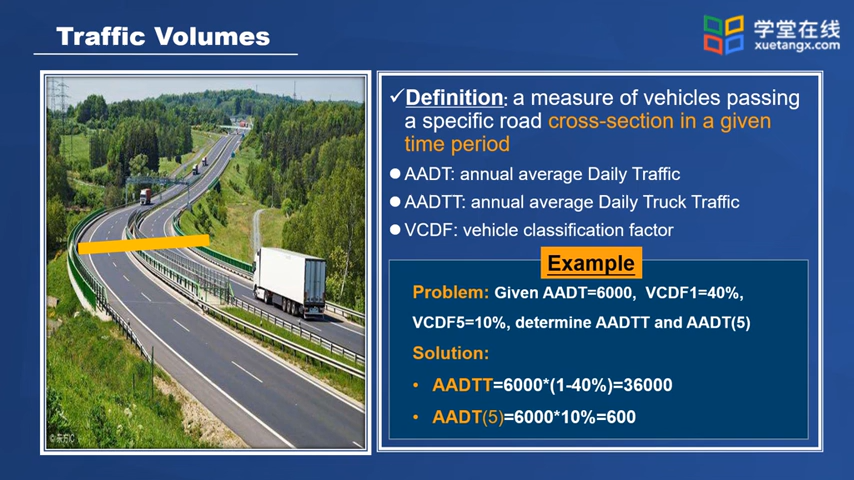 Traffic Volumes
学堂在线
xuetangx.com
✓Definition: a measure of vehicles passing
a specific road cross-section in a given
time period
●AADT: annual average Daily Traffic
●AADTT: annual average Daily Truck Traffic
●VCDF: vehicle classification factor
Example
Problem: Given AADT=6000, VCDF1=40%,
VCDF5=10%, determine AADTT and AADT(5)
Solution:
• AADTT=6000*(1-40%)=36000
• AADT(5)=6000*10%=600